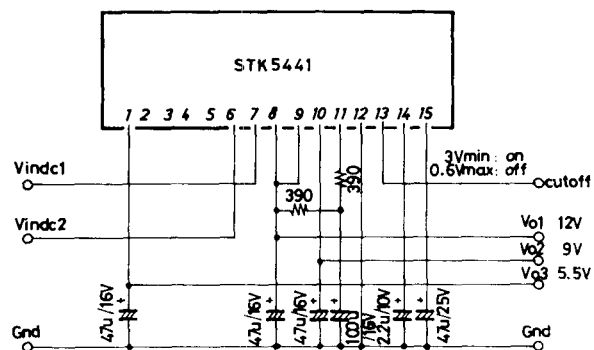 STK5441
1 2 3 4 5 6 7 8 9 10 11 12 13 14 15
Vindc1
3Vmin: on
0.6Vmax: off
390
cutoff
390
Vindc2
Vo1 12V
Vo2 9V
Vo3 5.5V
47u/16V
47u/16V
47u/16V
100u
/16V
2.2u/10V
47u/25V
+
+
+
+
+
+
Gnd
Gnd